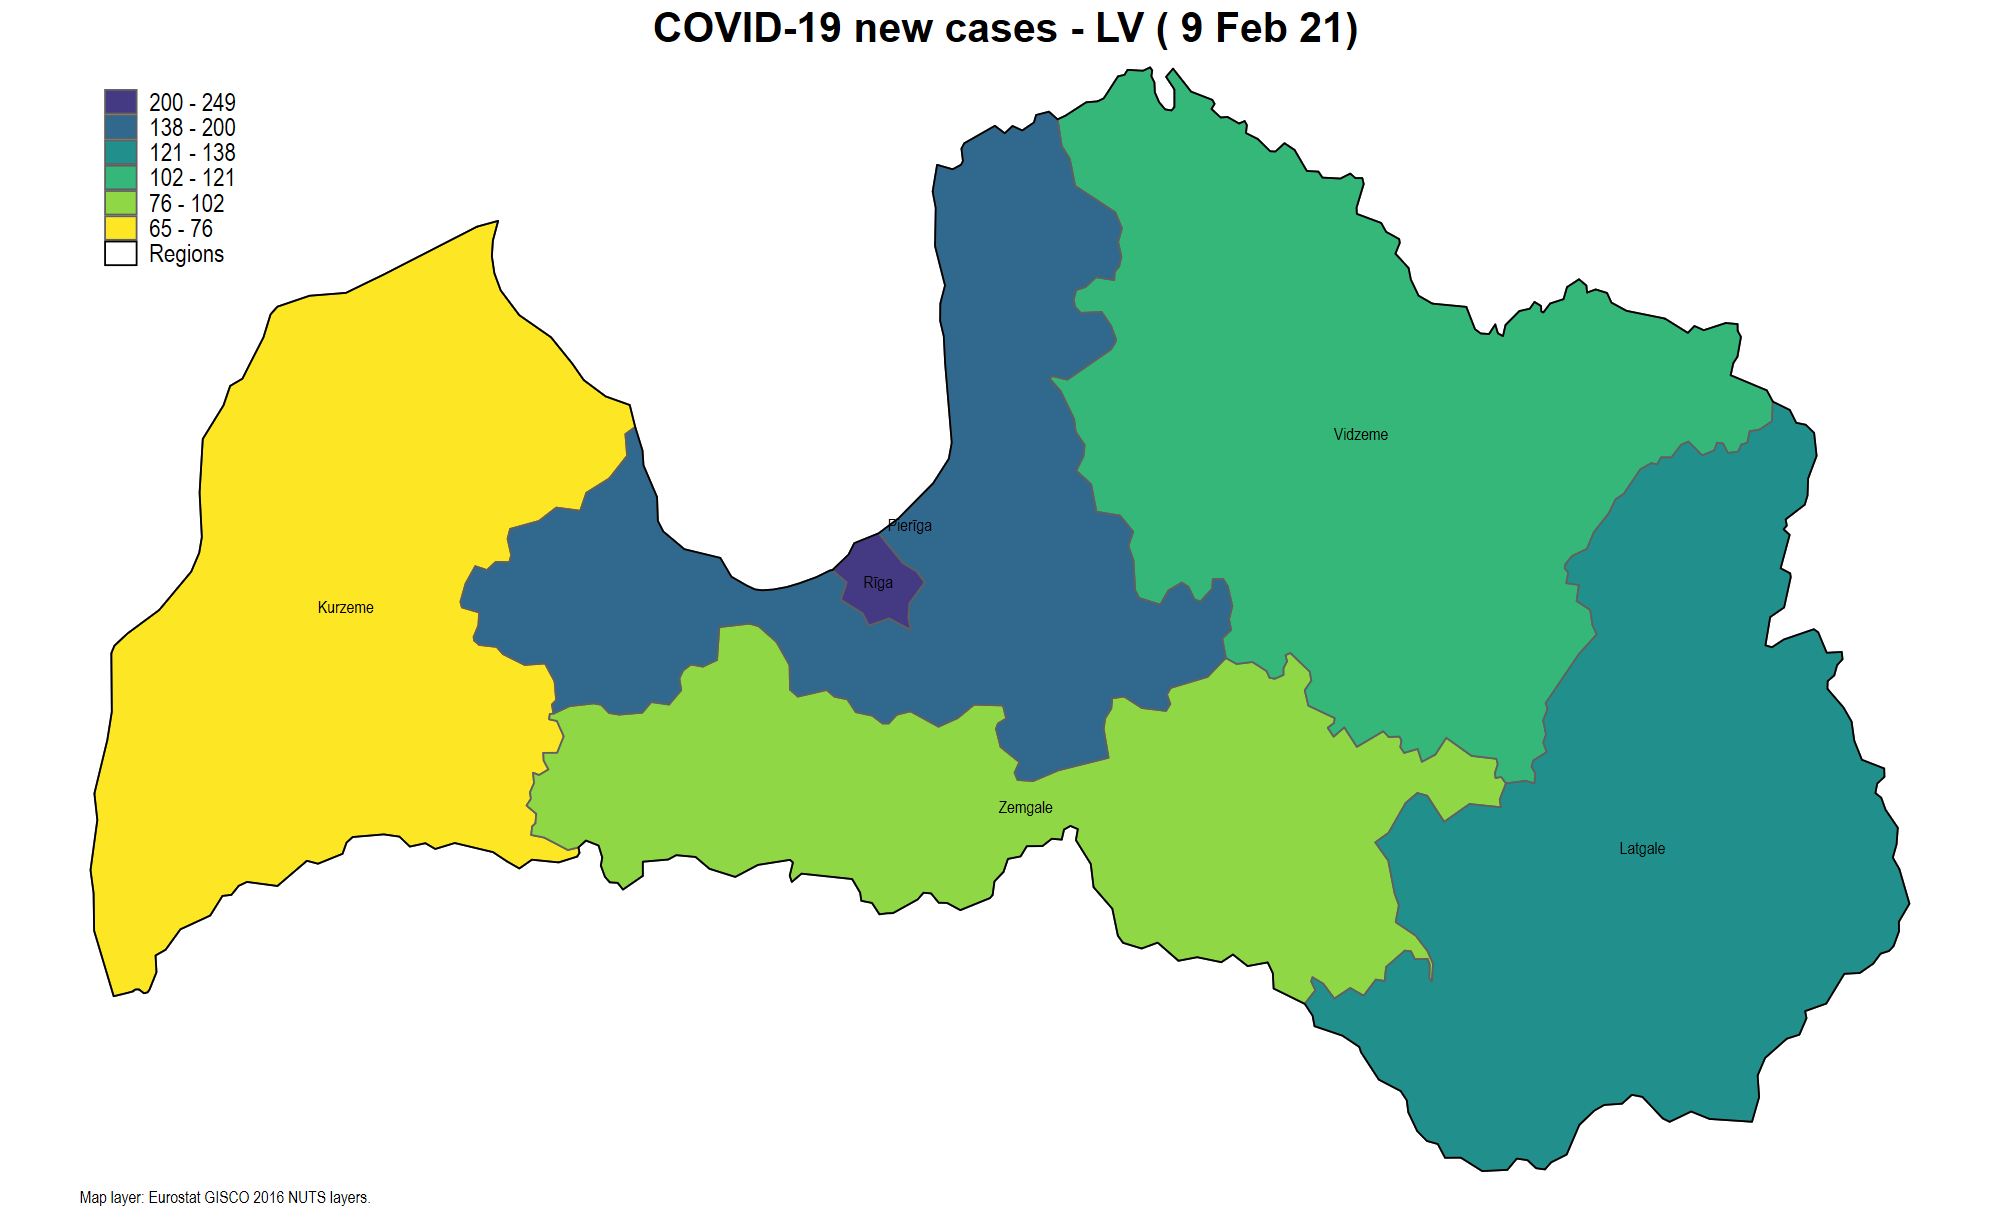 COVID-19 new cases - LV ( 9 Feb 21)
200 - 249
138 - 200
121 - 138
102 - 121
76 - 102
65 - 76
Regions
Vidzeme
Pierīga
Rīga
Kurzeme
Zemgale
Latgale
Map layer: Eurostat GISCO 2016 NUTS layers.